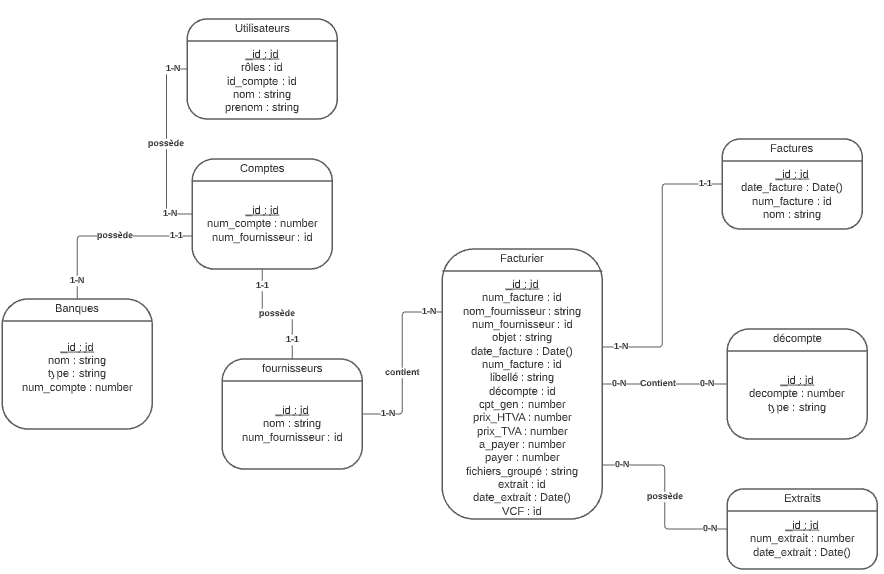 Utilisateurs
_id : id
rôles : id
id_compte : id
nom : string
prenom : string
1-N
possède
1-N
Comptes
_id : id
num_compte : number
num_fournisseur : id
1-1
possède
1-N
1-1
possède
1-1
Banques
_id : id
nom : string
type : string
num_compte : number
fournisseurs
_id : id
nom : string
num_fournisseur : id
1-N
contient
1-N
Facturier
_id : id
num_facture : id
nom_fournisseur : string
num_fournisseur : id
objet : string
date_facture : Date()
num_facture : id
libellé : string
décompte : id
cpt_gen : number
prix_HTVA : number
prix_TVA : number
a_payer : number
payer : number
fichiers_groupé : string
extrait : id
date_extrait : Date()
VCF : id
1-N
1-1
Factures
_id : id
date_facture : Date()
num_facture : id
nom : string
0-N
Contient
0-N
décompte
_id : id
decompte : number
type : string
0-N
possède
0-N
Extraits
_id : id
num_extrait : number
date_extrait : Date()